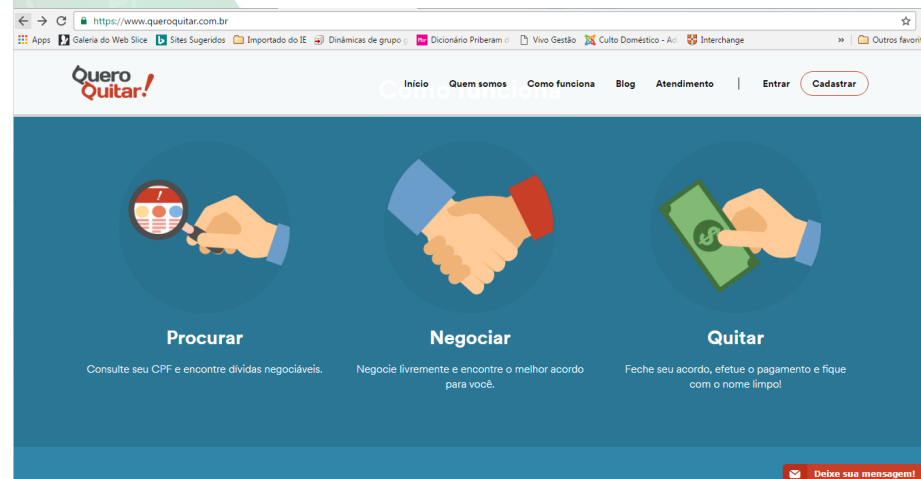 https://www.queroquitar.com.br
Apps Galeria do Web Slice Sites Sugeridos Importado do IE Dinâmicas de grupo Dicionário Priberam d Vivo Gestão Culto Doméstico - Ad Interchange » Outros favorit
Quero
Quitar!
Como funciona
Início Quem somos Como funciona Blog Atendimento | Entrar Cadastrar
Procurar
Consulte seu CPF e encontre dívidas negociáveis.
Negociar
Negocie livremente e encontre o melhor acordo
para você.
Quitar
Feche seu acordo, efetue o pagamento e fique
com o nome limpo!
Deixe sua mensagem!